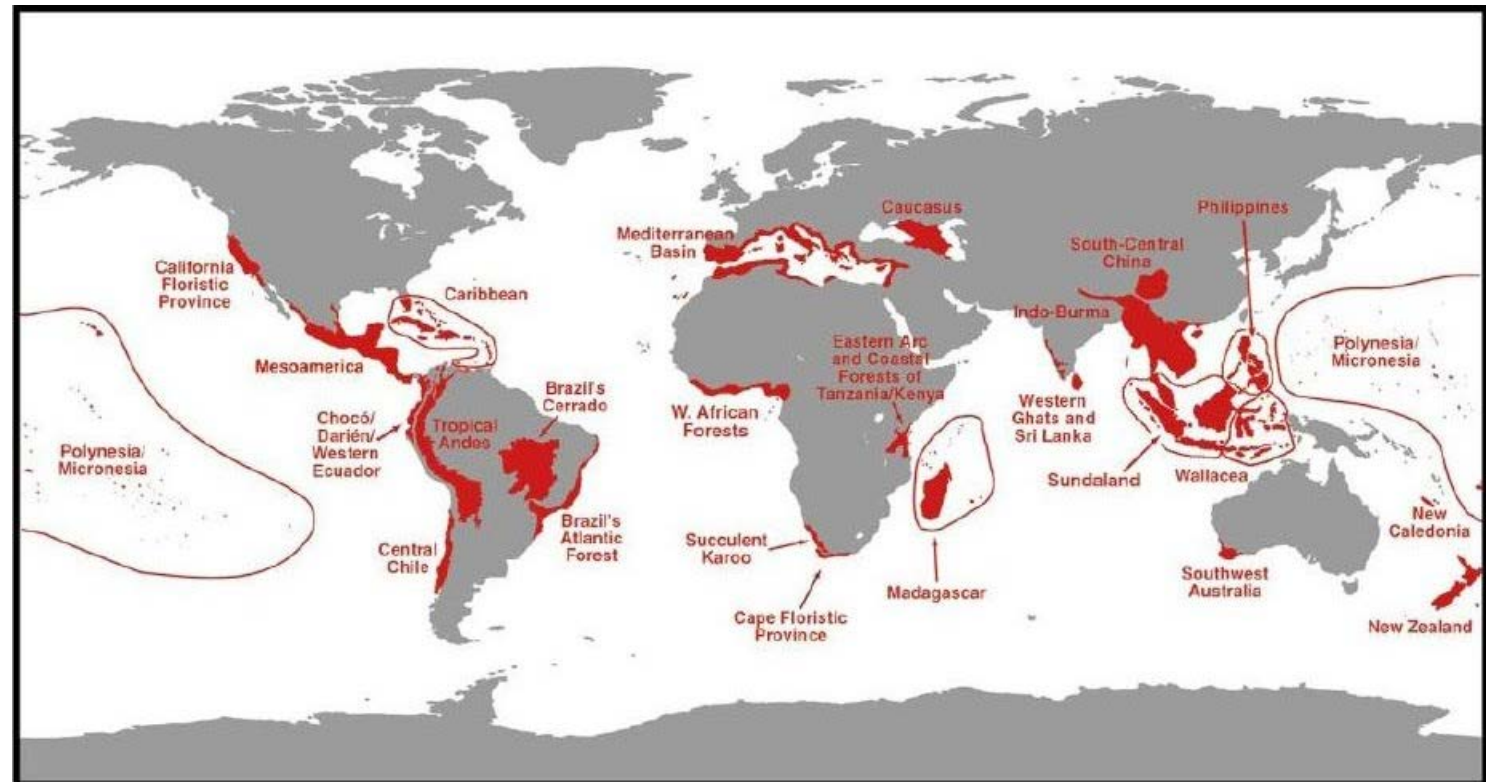 California
Floristic
Province
Mesoamerica
Caribbean
Polynesia/
Micronesia
Chocó/
Darién/
Western
Ecuador
Tropical
Andes
Brazil's
Cerrado
Central
Chile
Brazil's
Atlantic
Forest
Mediterranean
Basin
Caucasus
W. African
Forests
Eastern Arc
and Coastal
Forests of
Tanzania/Kenya
Succulent
Karoo
Cape Floristic
Province
Madagascar
South-Central
China
Philippines
Indo-Burma
Western
Ghats and
Sri Lanka
Sundaland
Wallacea
Polynesia/
Micronesia
Southwest
Australia
New
Caledonia
New Zealand